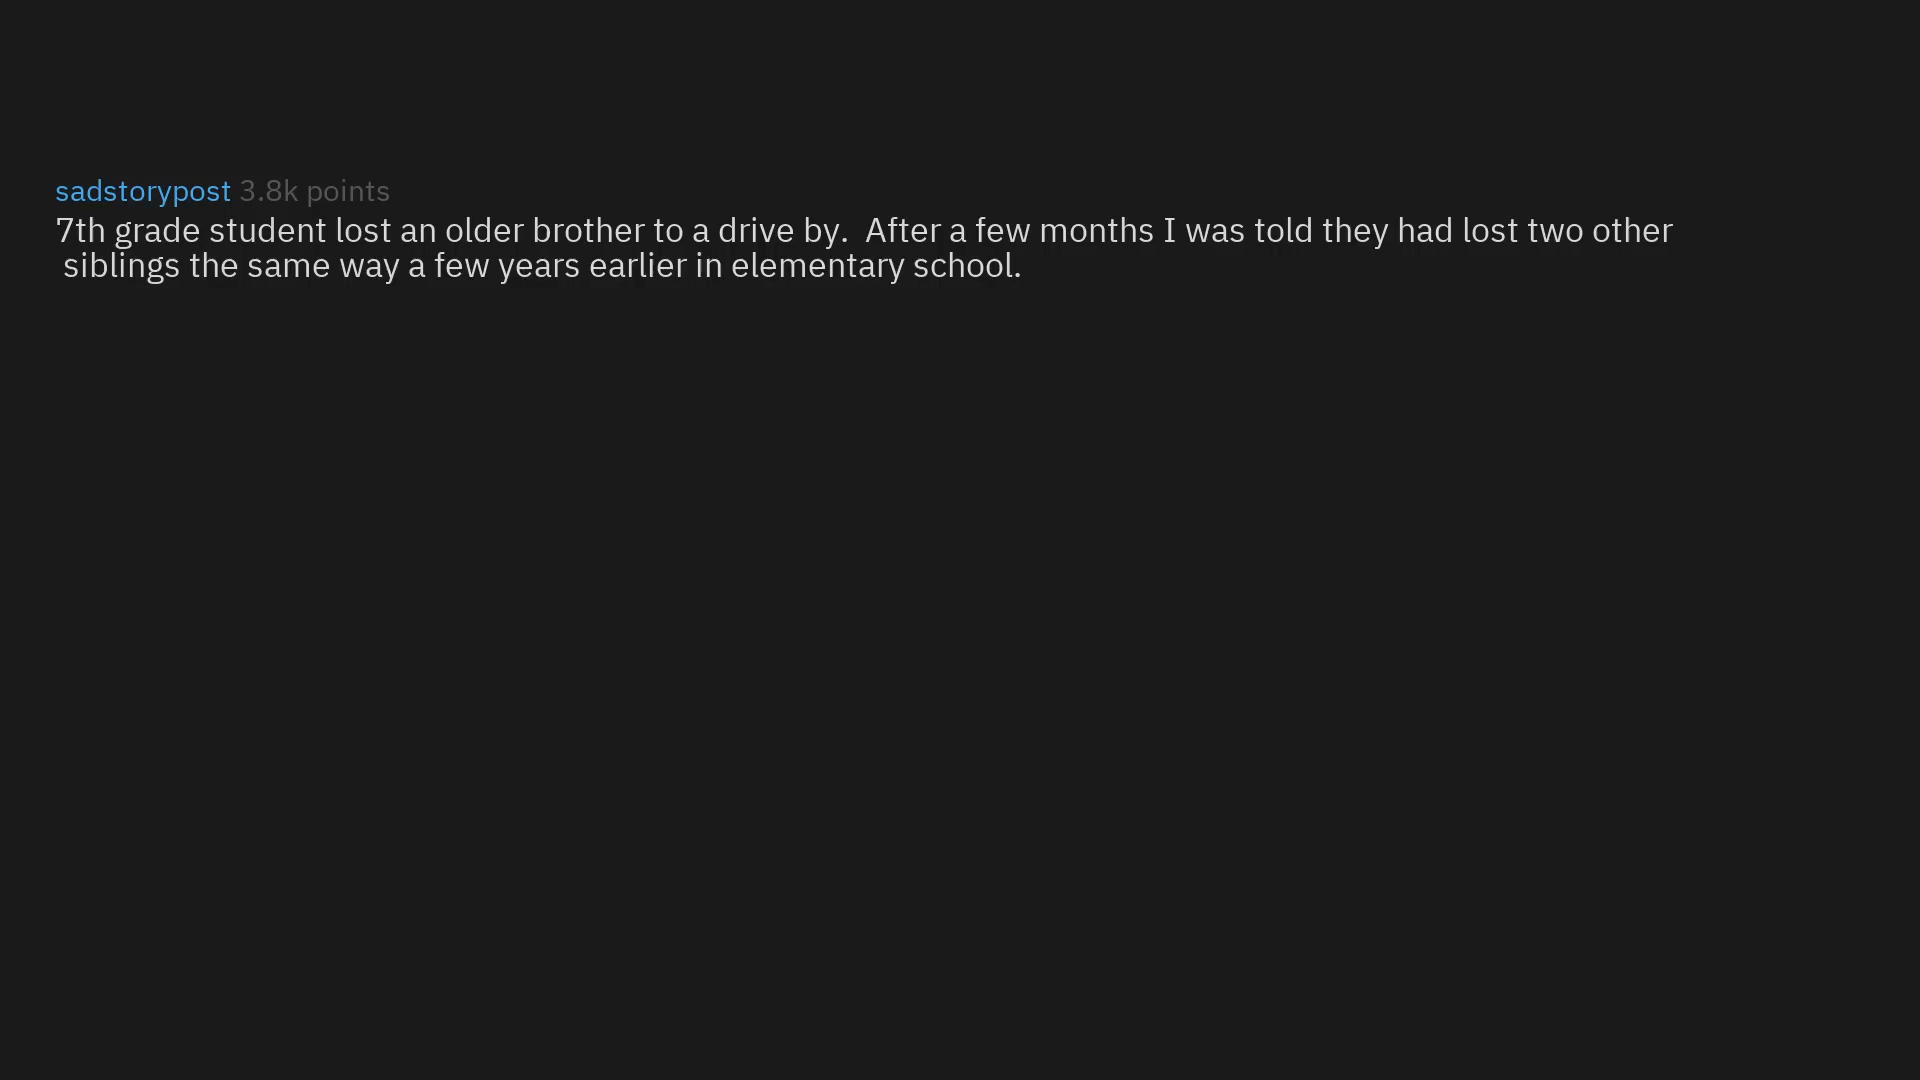 sadstorypost 3.8k points
7th grade student lost an older brother to a drive by.  After a few months I was told they had lost two other
siblings the same way a few years earlier in elementary school.